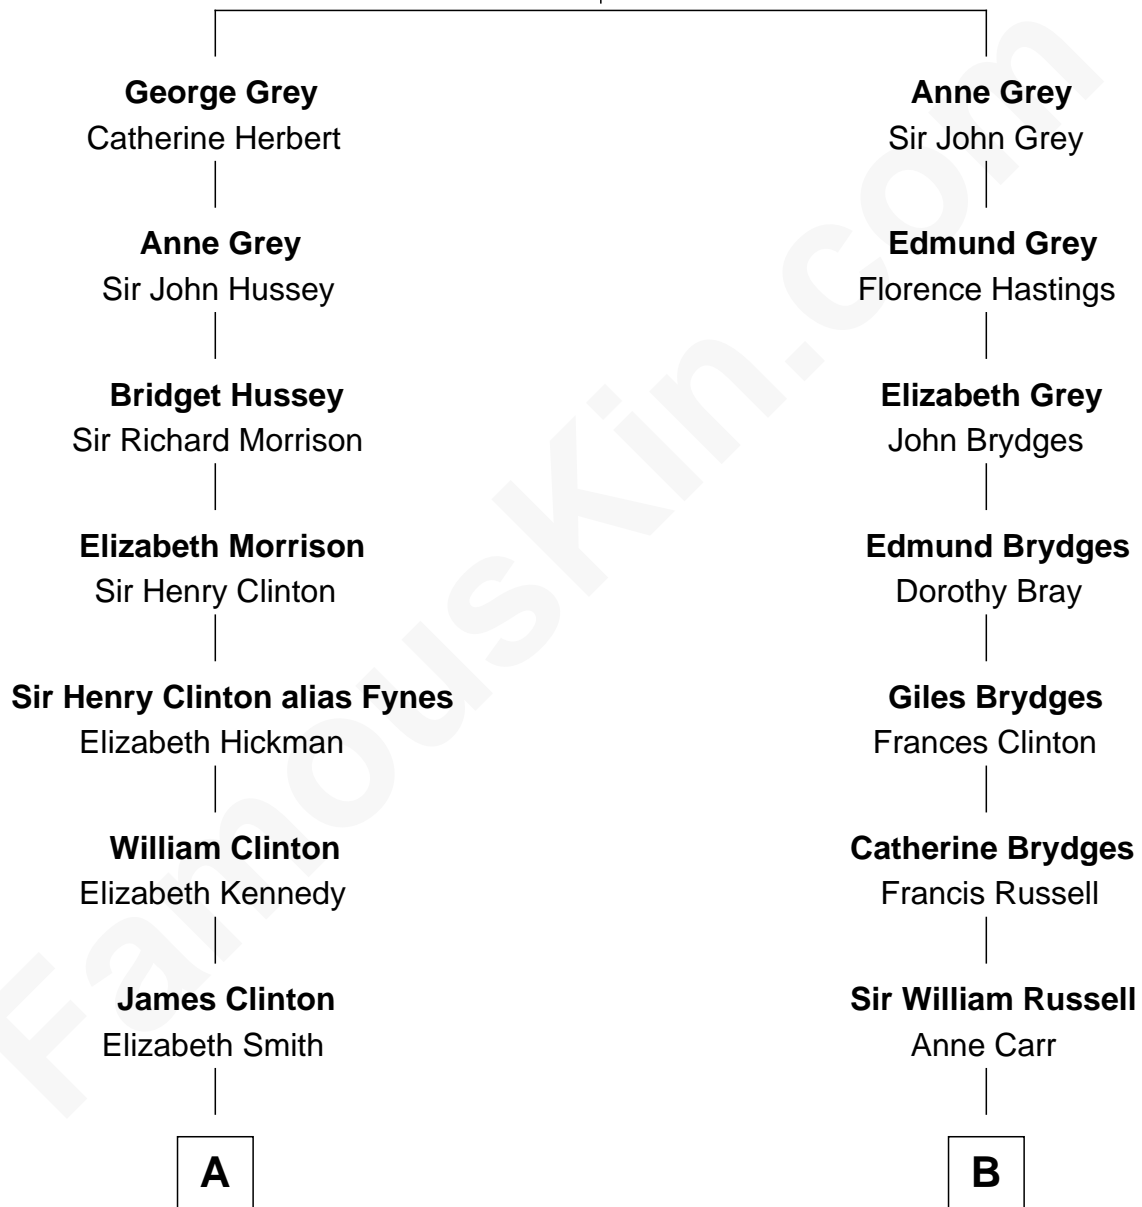 George Grey
Catherine Herbert
Anne Grey
Sir John Hussey
Bridget Hussey
Sir Richard Morrison
Elizabeth Morrison
Sir Henry Clinton
Sir Henry Clinton alias Fynes
Elizabeth Hickman
William Clinton
Elizabeth Kennedy
James Clinton
Elizabeth Smith
A
Anne Grey
Sir John Grey
Edmund Grey
Florence Hastings
Elizabeth Grey
John Brydges
Edmund Brydges
Dorothy Bray
Giles Brydges
Frances Clinton
Catherine Brydges
Francis Russell
Sir William Russell
Anne Carr
B
FamousKin.com